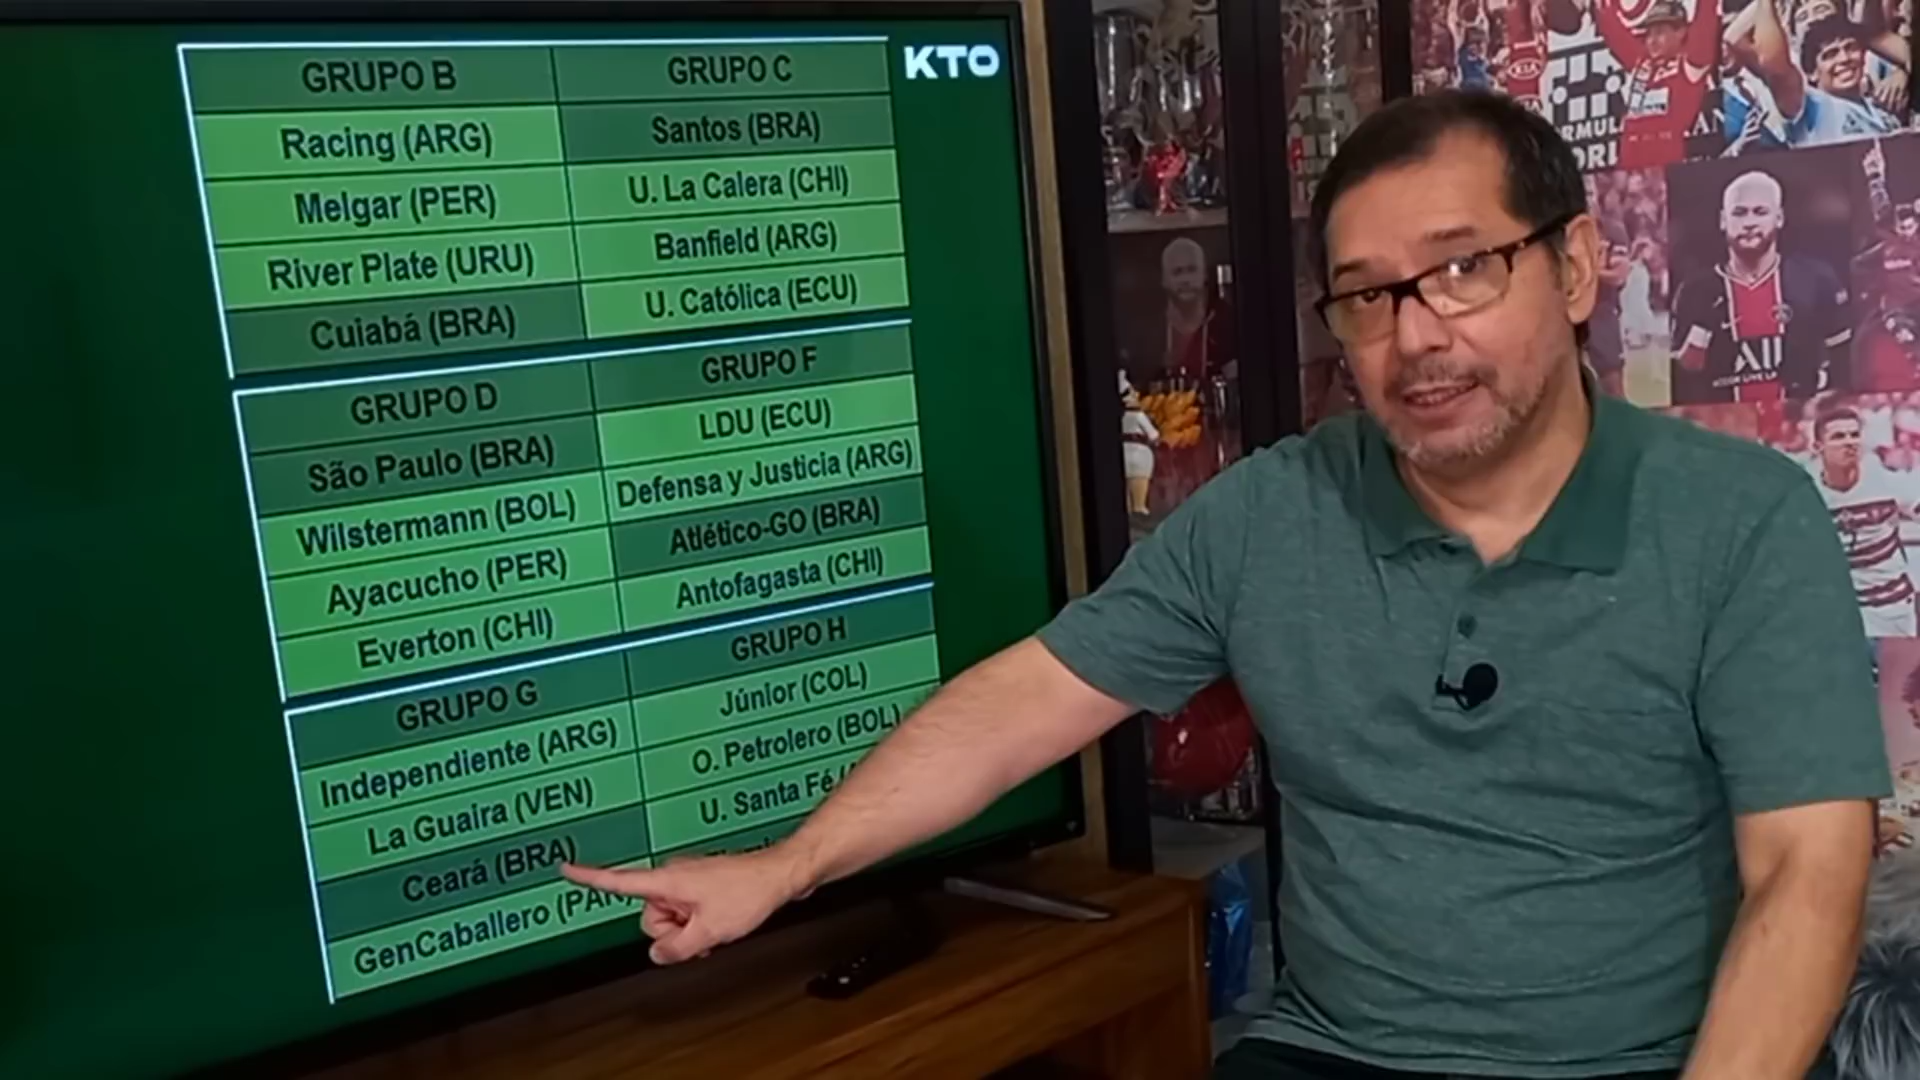 KTO
GRUPO B
Racing (ARG)
Melgar (PER)
River Plate (URU)
Cuiabá (BRA)
GRUPO C
Santos (BRA)
U. La Calera (CHI)
Banfield (ARG)
U. Católica (ECU)
GRUPO D
São Paulo (BRA)
Wilstermann (BOL)
Ayacucho (PER)
Everton (CHI)
GRUPO F
LDU (ECU)
Defensa y Justicia (ARG)
Atlético-GO (BRA)
Antofagasta (CHI)
GRUPO G
Independiente (ARG)
La Guaira (VEN)
Ceará (BRA)
GenCaballero (PAR)
GRUPO H
Júnior (COL)
O. Petrolero (BOL)
U. Santa Fé
KIA